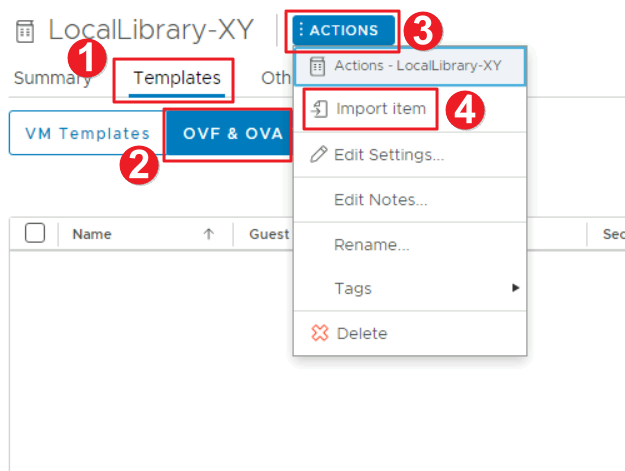 LocalLibrary-XY
ACTIONS
3
1
Summary
Templates
Oth
Actions - LocalLibrary-XY
Import item
4
VM Templates
OVF & OVA
2
Edit Settings...
Edit Notes...
Name
Guest
Sec
Rename...
Tags
Delete